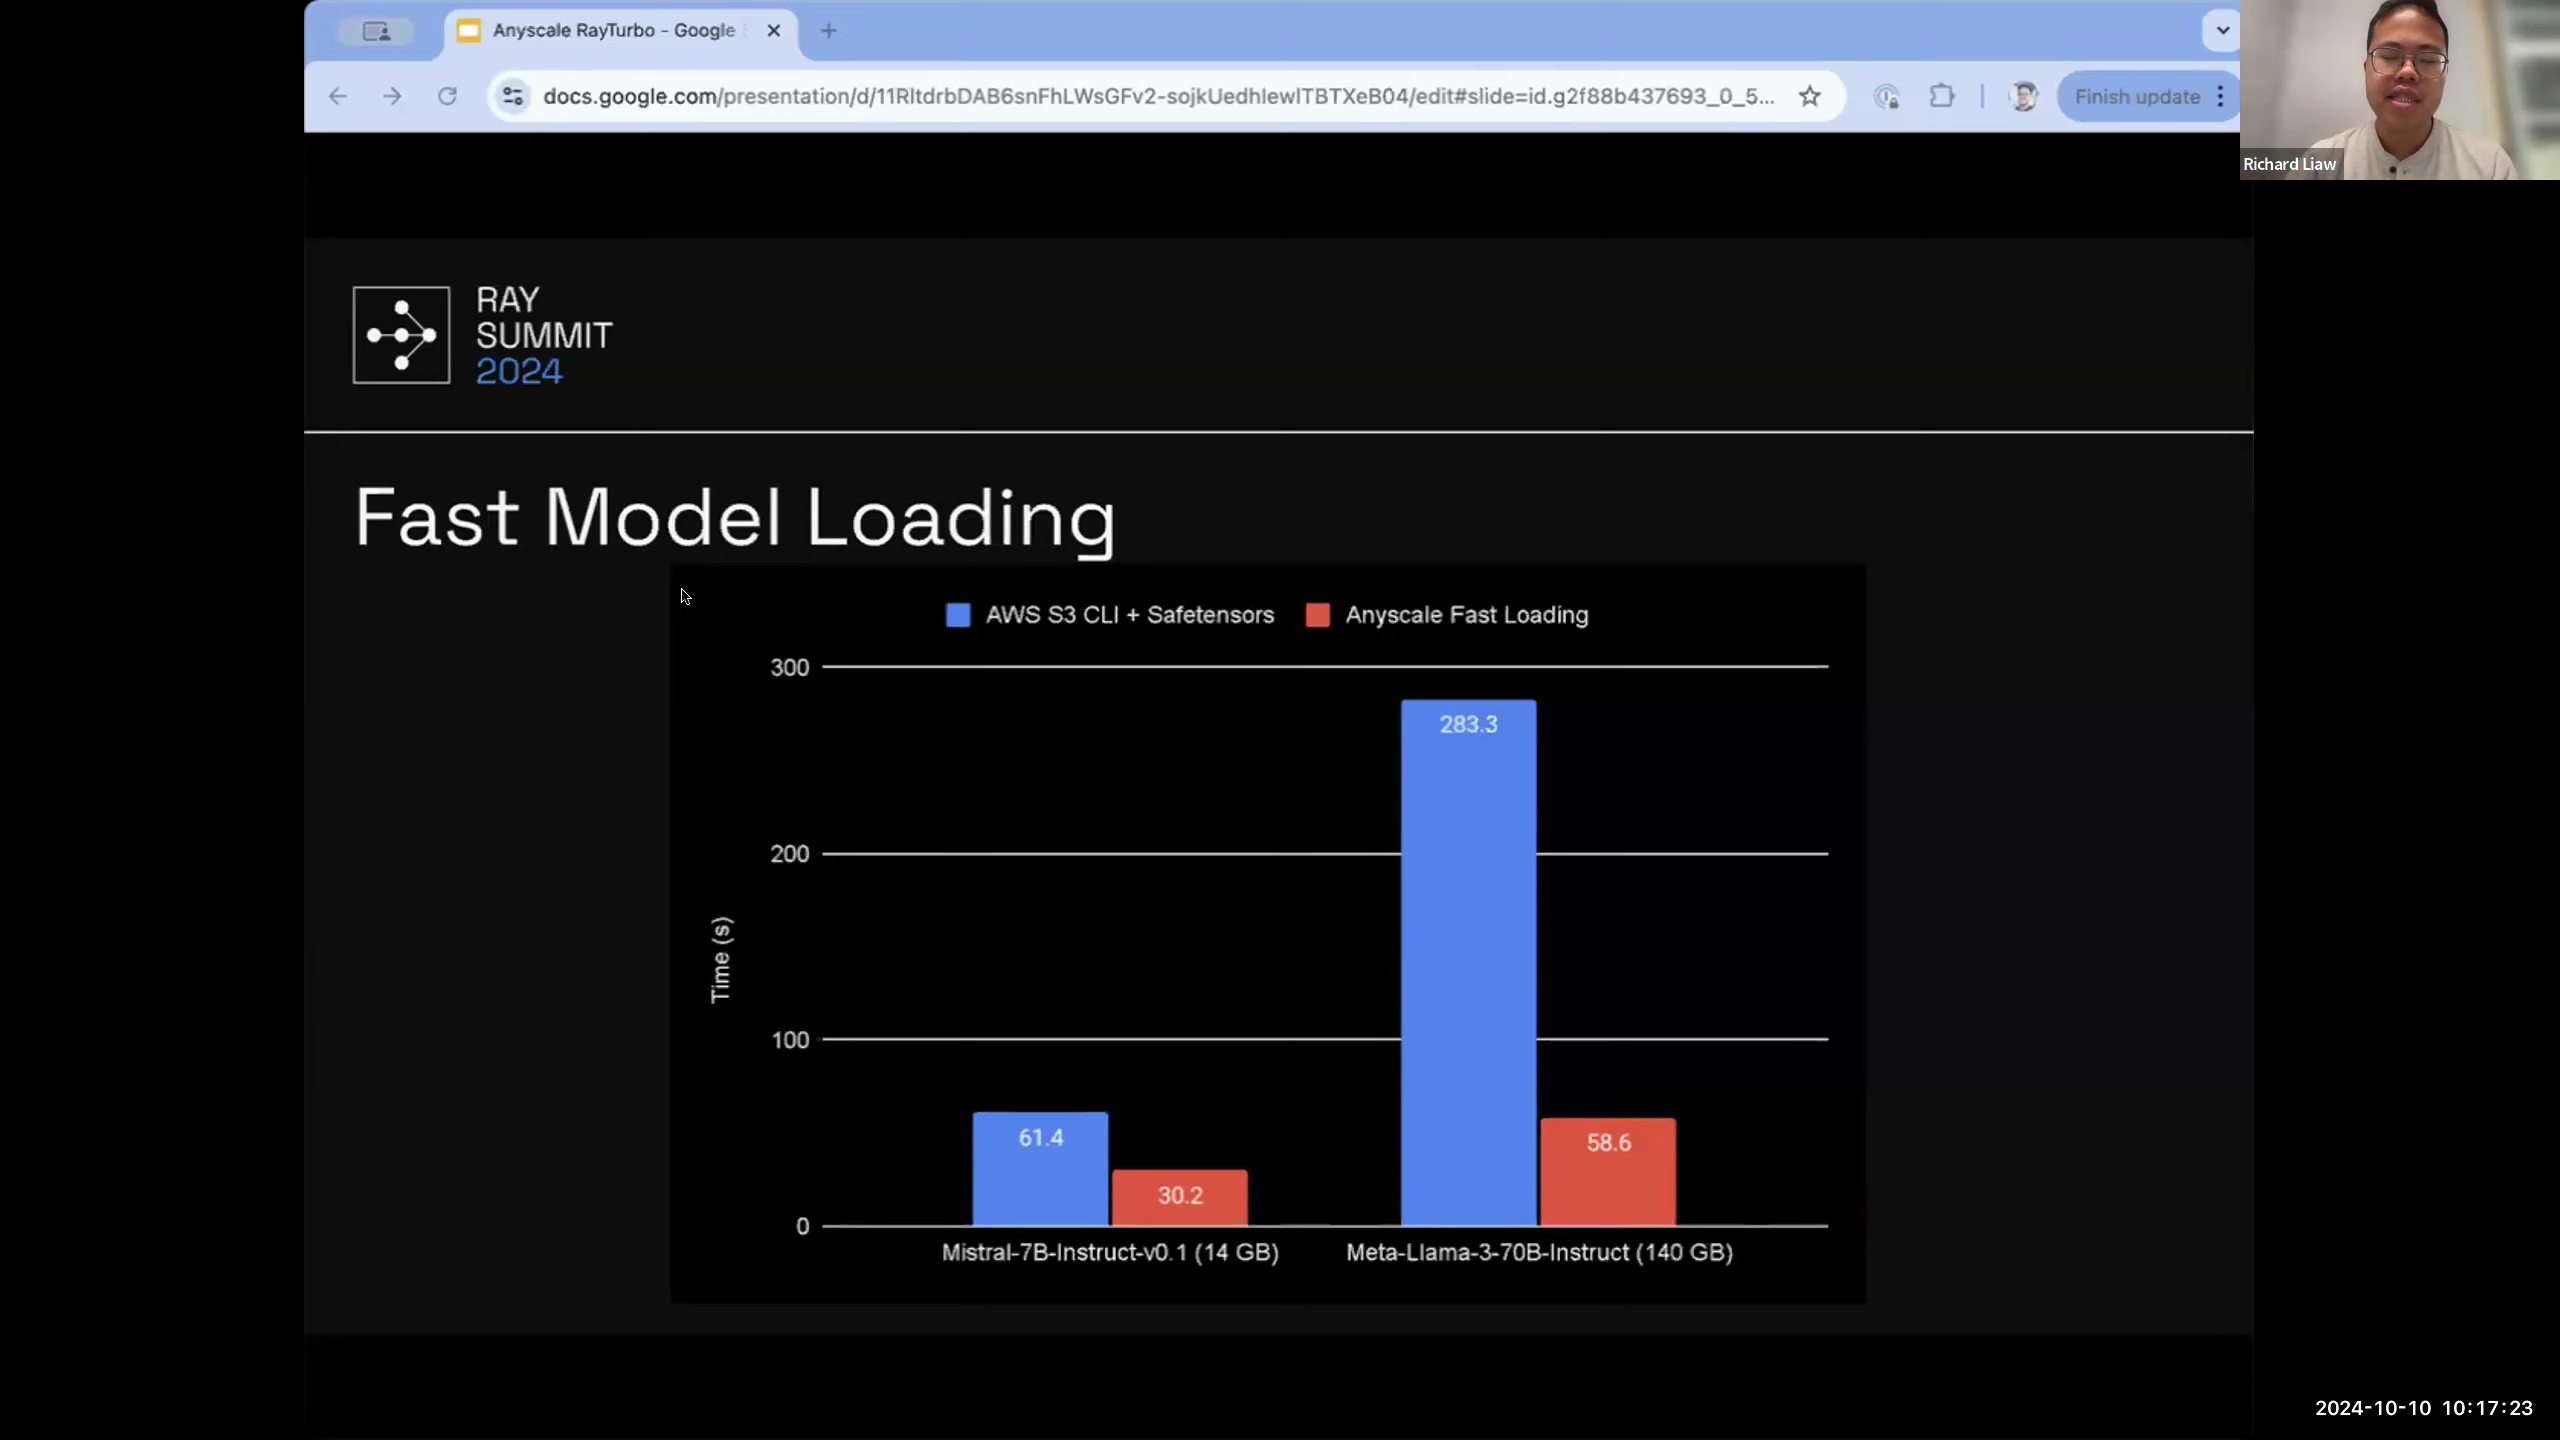 Anyscale RayTurbo - Google
docs.google.com/presentation/d/11RltdrbDAB6snFhLWsGFv2-sojkUedhlewlTBTXeB04/edit#slide=id.g2f88b437693_0_5...
Finish update
Richard Liaw
RAY
SUMMIT
2024
Fast Model Loading
AWS S3 CLI + Safetensors
Anyscale Fast Loading
300
200
100
0
Time (s)
283.3
61.4
30.2
58.6
Mistral-7B-Instruct-v0.1 (14 GB)
Meta-Llama-3-70B-Instruct (140 GB)
2024-10-10 10:17:23